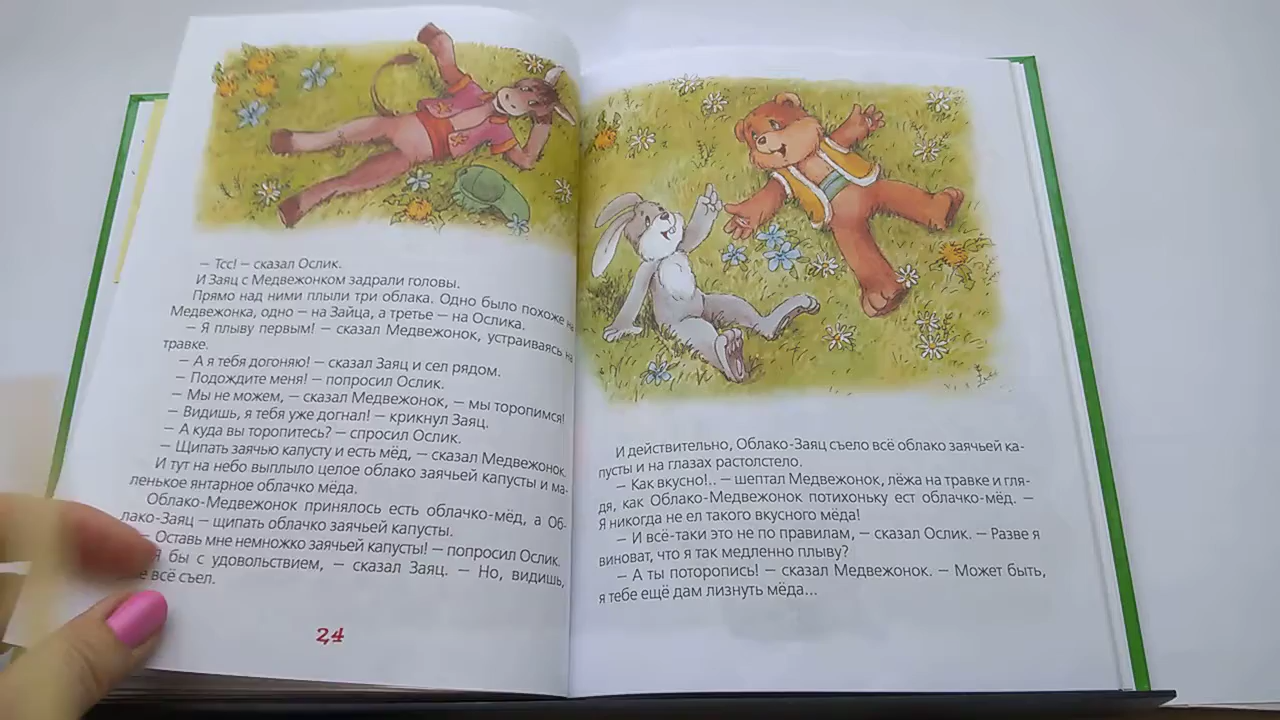 — Тсс! — сказал Ослик.
И Заяц с Медвежонком задрали головы.
Прямо над ними плыли три облака. Одно было похоже на
Медвежонка, одно — на Зайца, а третье — на Ослика.
— Я плыву первым! — сказал Медвежонок, устраиваясь на
травке.
— А я тебя догоняю! — сказал Заяц и сел рядом.
— Подождите меня! — попросил Ослик.
— Мы не можем, — сказал Медвежонок, — мы торопимся!
— Видишь, я тебя уже догнал! — крикнул Заяц.
— А куда вы торопитесь? — спросил Ослик.
— Щипать заячью капусту и есть мёд, — сказал Медвежонок.
И тут на небо выплыло целое облако заячьей капусты и ма-
ленькое янтарное облачко мёда.
Облако-Медвежонок принялось есть облачко-мёд, а Об-
лако-Заяц — щипать облачко заячьей капусты.
— Оставь мне немножко заячьей капусты! — попросил Ослик.
бы с удовольствием, — сказал Заяц. — Но, видишь,
всё съел.
24
И действительно, Облако-Заяц съело всё облако заячьей ка-
пусты и на глазах растолстело.
— Как вкусно!.. — шептал Медвежонок, лёжа на травке и гля-
дя, как Облако-Медвежонок потихоньку ест облачко-мёд. —
Я никогда не ел такого вкусного мёда!
— И всё-таки это не по правилам, — сказал Ослик. — Разве я
виноват, что я так медленно плыву?
— А ты поторопись! — сказал Медвежонок. — Может быть,
я тебе ещё дам лизнуть мёда...